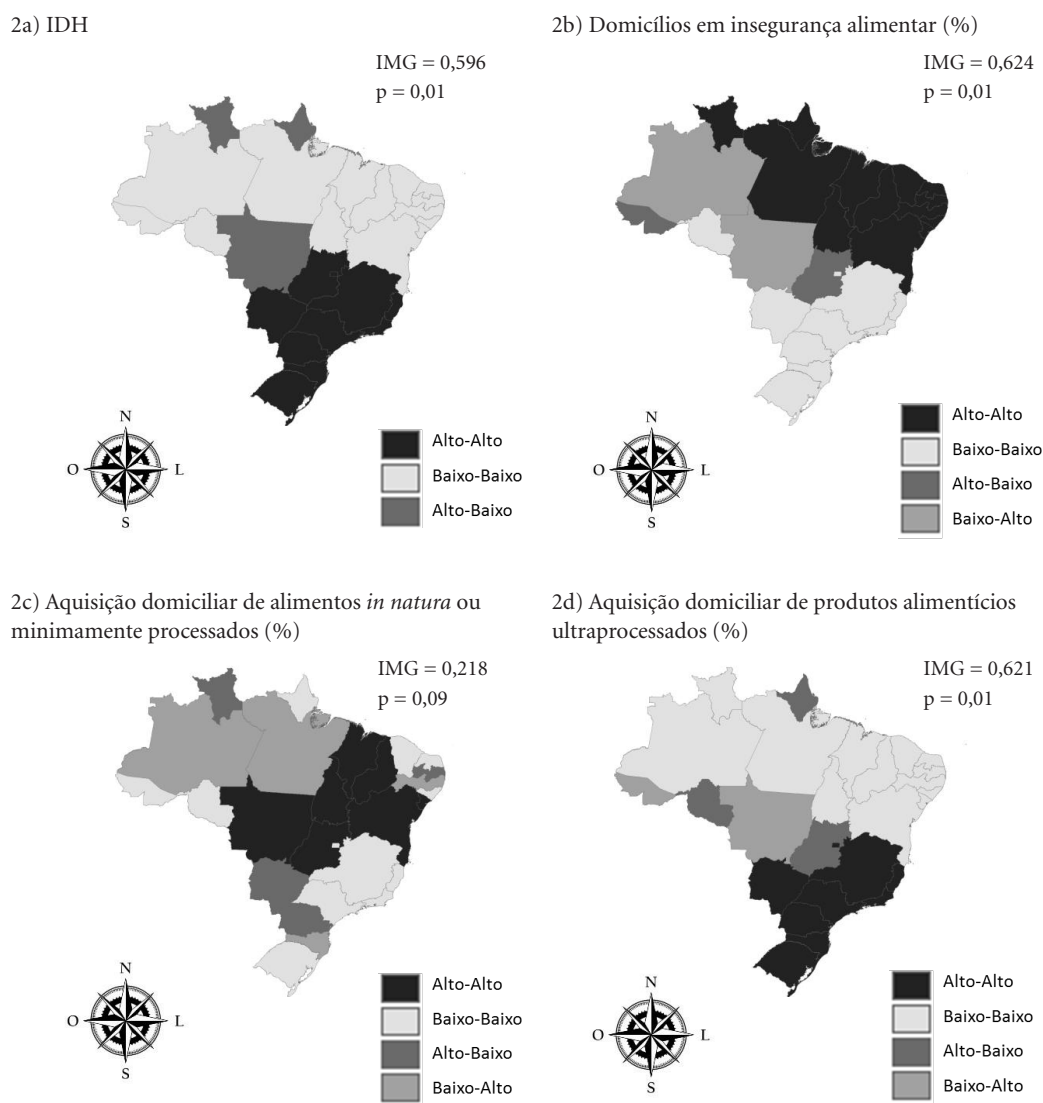 2a) IDH
IMG = 0,596
p = 0,01
N
O
L
S
Alto-Alto
Baixo-Baixo
Alto-Baixo
2b) Domicílios em insegurança alimentar (%)
IMG = 0,624
p = 0,01
N
O
L
S
Alto-Alto
Baixo-Baixo
Alto-Baixo
Baixo-Alto
2c) Aquisição domiciliar de alimentos in natura ou
minimamente processados (%)
IMG = 0,218
p = 0,09
N
O
L
S
Alto-Alto
Baixo-Baixo
Alto-Baixo
Baixo-Alto
2d) Aquisição domiciliar de produtos alimentícios
ultraprocessados (%)
IMG = 0,621
p = 0,01
N
O
L
S
Alto-Alto
Baixo-Baixo
Alto-Baixo
Baixo-Alto